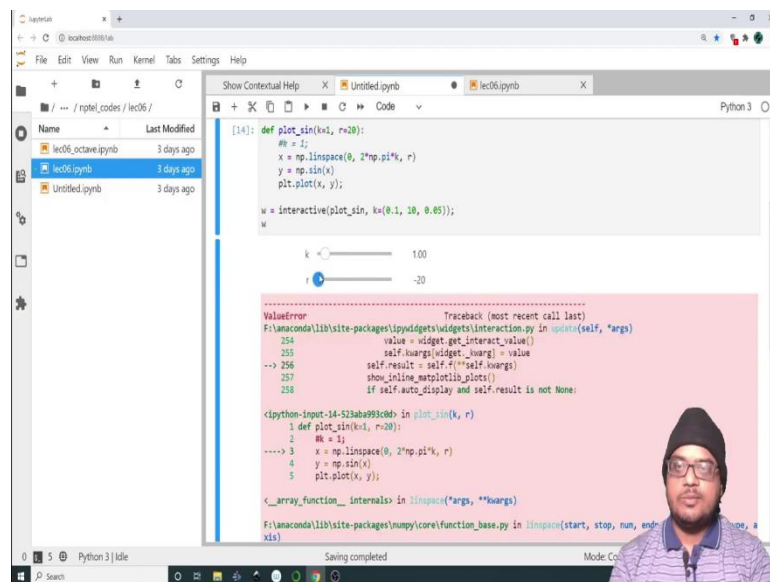 JupyterLab
localhost:8888/lab
File Edit View Run Kernel Tabs Settings Help
Show Contextual Help
Untitled.ipynb
lec06.ipynb
/ ··· / nptel_codes / lec06 /
Code
Python 3
Name Last Modified
lec06_octave.ipynb 3 days ago
lec06.ipynb 3 days ago
Untitled.ipynb 3 days ago
[14]: def plot_sin(k=1, r=20):
#k = 1;
x = np.linspace(0, 2*np.pi*k, r)
y = np.sin(x)
plt.plot(x, y);
w = interactive(plot_sin, k=(0.1, 10, 0.05));
w
k 1.00
r -20
---------------------------------------------------------------------------
ValueError Traceback (most recent call last)
F:\anaconda\lib\site-packages\ipywidgets\widgets\interaction.py in update(self, *args)
254 value = widget.get_interact_value()
255 self.kwargs[widget._kwarg] = value
--> 256 self.result = self.f(**self.kwargs)
257 show_inline_matplotlib_plots()
258 if self.auto_display and self.result is not None:
<ipython-input-14-523aba993c0d> in plot_sin(k, r)
1 def plot_sin(k=1, r=20):
2 #k = 1;
----> 3 x = np.linspace(0, 2*np.pi*k, r)
4 y = np.sin(x)
5 plt.plot(x, y);
<__array_function__ internals> in linspace(*args, **kwargs)
F:\anaconda\lib\site-packages\numpy\core\function_base.py in linspace(start, stop, num, a
xis)
0 5 Python 3 | Idle Saving completed Mode:
Search